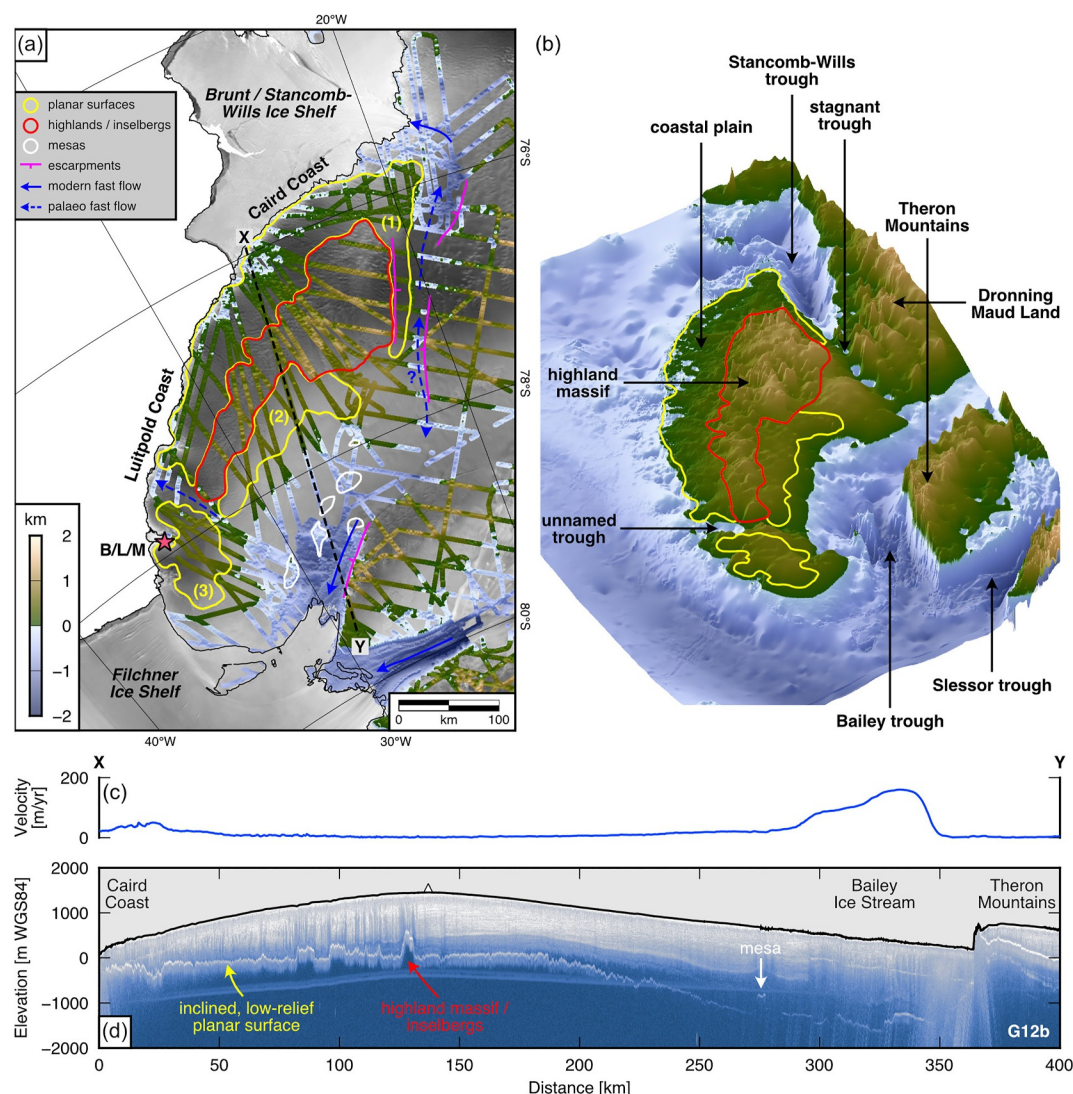 (a)
20°W
Brunt / Stancomb-
Wills Ice Shelf
planar surfaces
highlands / inselbergs
mesas
escarpments
modern fast flow
palaeo fast flow
76°S
Caird Coast
X
(1)
78°S
?
(2)
Luitpold Coast
km
2
1
0
−1
−2
B/L/M
(3)
80°S
Y
Filchner
Ice Shelf
0
km
100
40°W
30°W
(b)
Stancomb-Wills
trough
stagnant
trough
coastal plain
Theron
Mountains
Dronning
Maud Land
highland
massif
unnamed
trough
Slessor trough
Bailey trough
X
Y
200
(c)
Velocity
[m/yr]
0
2000
Caird
Coast
Bailey
Ice Stream
Theron
Mountains
1000
mesa
0
Elevation [m WGS84]
−1000
inclined, low-relief
planar surface
highland massif /
inselbergs
(d)
G12b
−2000
0
50
100
150
200
250
300
350
400
Distance [km]